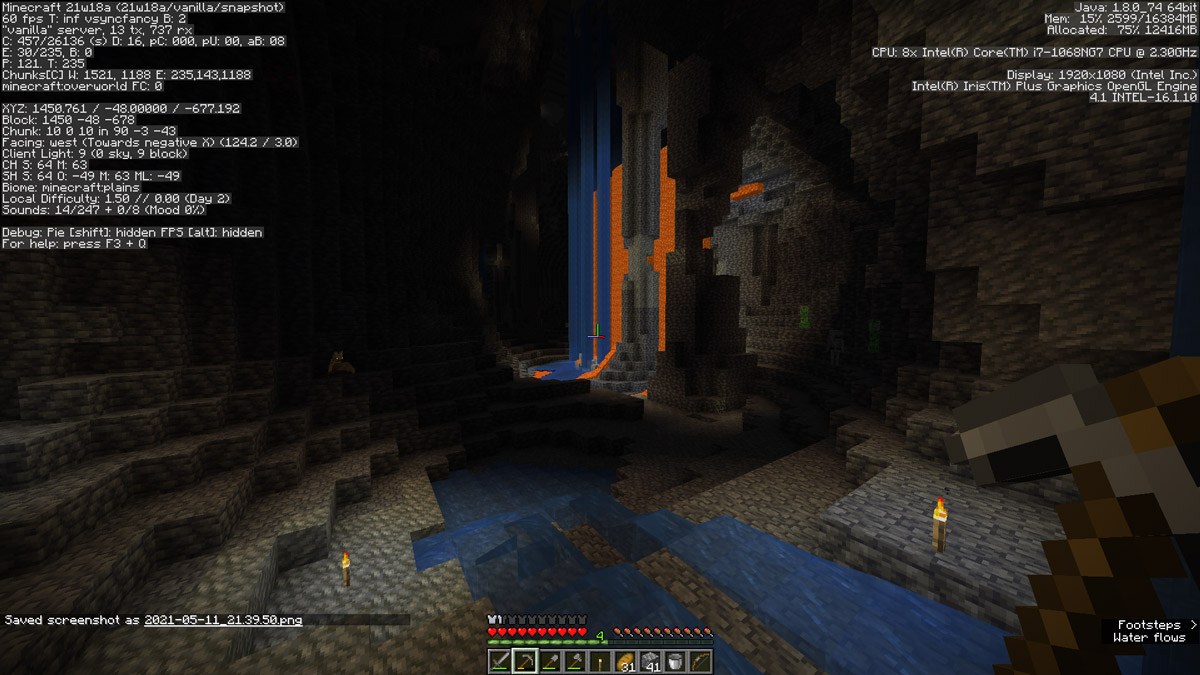 Minecraft 21w18a (21w18a/vanilla/snapshot)
60 fps T: inf vsyncfancy B: 2
"vanilla" server, 13 tx, 737 rx
C: 457/26136 (s) D: 16, pC: 000, pU: 00, aB: 08
E: 30/235, B: 0
P: 121. T: 235
Chunks[C] W: 1521, 1188 E: 235,143,1188
minecraft:overworld FC: 0
XYZ: 1450.761 / -48.00000 / -677.192
Block: 1450 -48 -678
Chunk: 10 0 10 in 90 -3 -43
Facing: west (Towards negative X) (124.2 / 3.0)
Client Light: 9 (0 sky, 9 block)
CH S: 64 M: 63
SH S: 64 O: -49 M: 63 ML: -49
Biome: minecraft:plains
Local Difficulty: 1.50 // 0.00 (Day 2)
Sounds: 14/247 + 0/8 (Mood 0%)
Debug: Pie [shift]: hidden FPS [alt]: hidden
For help: press F3 + Q
Java: 1.8.0_74 64bit
Mem: 15% 2599/16384MB
Allocated: 75% 12416MB
CPU: 8x Intel(R) Core(TM) i7-1068NG7 CPU @ 2.30GHz
Display: 1920x1080 (Intel Inc.)
Intel(R) Iris(TM) Plus Graphics OpenGL Engine
4.1 INTEL-16.1.10
Saved screenshot as 2021-05-11_21.39.50.png
Footsteps >
Water flows
4
31
41